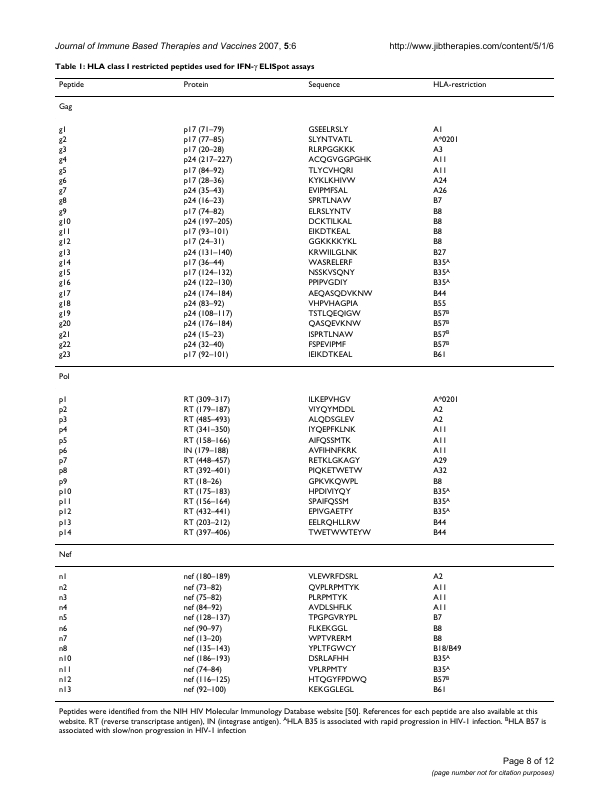 Journal of Immune Based Therapies and Vaccines 2007, 5:6 http://www.jibtherapies.com/content/5/1/6
Table 1: HLA class I restricted peptides used for IFN-γ ELISpot assays
Peptide Protein Sequence HLA-restriction
Gag
g1 p17 (71–79) GSEELRSLY A1
g2 p17 (77–85) SLYNTVATL A*0201
g3 p17 (20–28) RLRPGGKKK A3
g4 p24 (217–227) ACQGVGGPGHK A11
g5 p17 (84–92) TLYCVHQRI A11
g6 p17 (28–36) KYKLKHIVW A24
g7 p24 (35–43) EVIPMFSAL A26
g8 p24 (16–23) SPRTLNAW B7
g9 p17 (74–82) ELRSLYNTV B8
g10 p24 (197–205) DCKTILKAL B8
g11 p17 (93–101) EIKDTKEAL B8
g12 p17 (24–31) GGKKKKYKL B8
g13 p24 (131–140) KRWIILGLNK B27
g14 p17 (36–44) WASRELERF B35A
g15 p17 (124–132) NSSKVSQNY B35A
g16 p24 (122–130) PPIPVGDIY B35A
g17 p24 (174–184) AEQASQDVKNW B44
g18 p24 (83–92) VHPVHAGPIA B55
g19 p24 (108–117) TSTLQEQIGW B57B
g20 p24 (176–184) QASQEVKNW B57B
g21 p24 (15–23) ISPRTLNAW B57B
g22 p24 (32–40) FSPEVIPMF B57B
g23 p17 (92–101) IEIKDTKEAL B61
Pol
p1 RT (309–317) ILKEPVHGV A*0201
p2 RT (179–187) VIYQYMDDL A2
p3 RT (485–493) ALQDSGLEV A2
p4 RT (341–350) IYQEPFKLNK A11
p5 RT (158–166) AIFQSSMTK A11
p6 IN (179–188) AVFIHNFKRK A11
p7 RT (448–457) RETKLGKAGY A29
p8 RT (392–401) PIQKETWETW A32
p9 RT (18–26) GPKVKQWPL B8
p10 RT (175–183) HPDIVIYQY B35A
p11 RT (156–164) SPAIFQSSM B35A
p12 RT (432–441) EPIVGAETFY B35A
p13 RT (203–212) EELRQHLLRW B44
p14 RT (397–406) TWETWWTEYW B44
Nef
n1 nef (180–189) VLEWRFDSRL A2
n2 nef (73–82) QVPLRPMTYK A11
n3 nef (75–82) PLRPMTYK A11
n4 nef (84–92) AVDLSHFLK A11
n5 nef (128–137) TPGPGVRYPL B7
n6 nef (90–97) FLKEKGGL B8
n7 nef (13–20) WPTVRERM B8
n8 nef (135–143) YPLTFGWCY B18/B49
n10 nef (186–193) DSRLAFHH B35A
n11 nef (74–84) VPLRPMTY B35A
n12 nef (116–125) HTQGYFPDWQ B57B
n13 nef (92–100) KEKGGLEGL B61
Peptides were identified from the NIH HIV Molecular Immunology Database website [50]. References for each peptide are also available at this
website. RT (reverse transcriptase antigen), IN (integrase antigen). AHLA B35 is associated with rapid progression in HIV-1 infection. BHLA B57 is
associated with slow/non progression in HIV-1 infection
Page 8 of 12
(page number not for citation purposes)